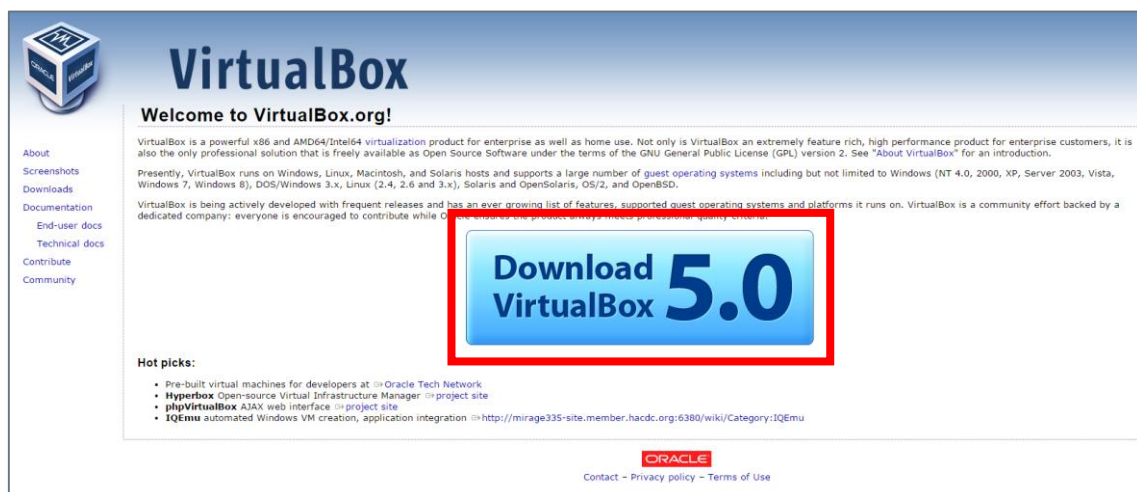 VirtualBox
Welcome to VirtualBox.org!
About
Screenshots
Downloads
Documentation
End-user docs
Technical docs
Contribute
Community
VirtualBox is a powerful x86 and AMD64/Intel64 virtualization product for enterprise as well as home use. Not only is VirtualBox an extremely feature rich, high performance product for enterprise customers, it is
also the only professional solution that is freely available as Open Source Software under the terms of the GNU General Public License (GPL) version 2. See "About VirtualBox" for an introduction.
Presently, VirtualBox runs on Windows, Linux, Macintosh, and Solaris hosts and supports a large number of guest operating systems including but not limited to Windows (NT 4.0, 2000, XP, Server 2003, Vista,
Windows 7, Windows 8), DOS/Windows 3.x, Linux (2.4, 2.6 and 3.x), Solaris and OpenSolaris, OS/2, and OpenBSD.
VirtualBox is being actively developed with frequent releases and has an ever growing list of features, supported guest operating systems and platforms it runs on. VirtualBox is a community effort backed by a
dedicated company: everyone is encouraged to contribute while ensures the product always meets professional quality criteria.
Download
VirtualBox 5.0
Hot picks:
• Pre-built virtual machines for developers at Oracle Tech Network
• Hyperbox Open-source Virtual Infrastructure Manager project site
• phpVirtualBox AJAX web interface project site
• IQEmu automated Windows VM creation, application integration http://mirage335-site.member.hacdc.org:6380/wiki/Category:IQEmu
ORACLE
Contact – Privacy policy – Terms of Use